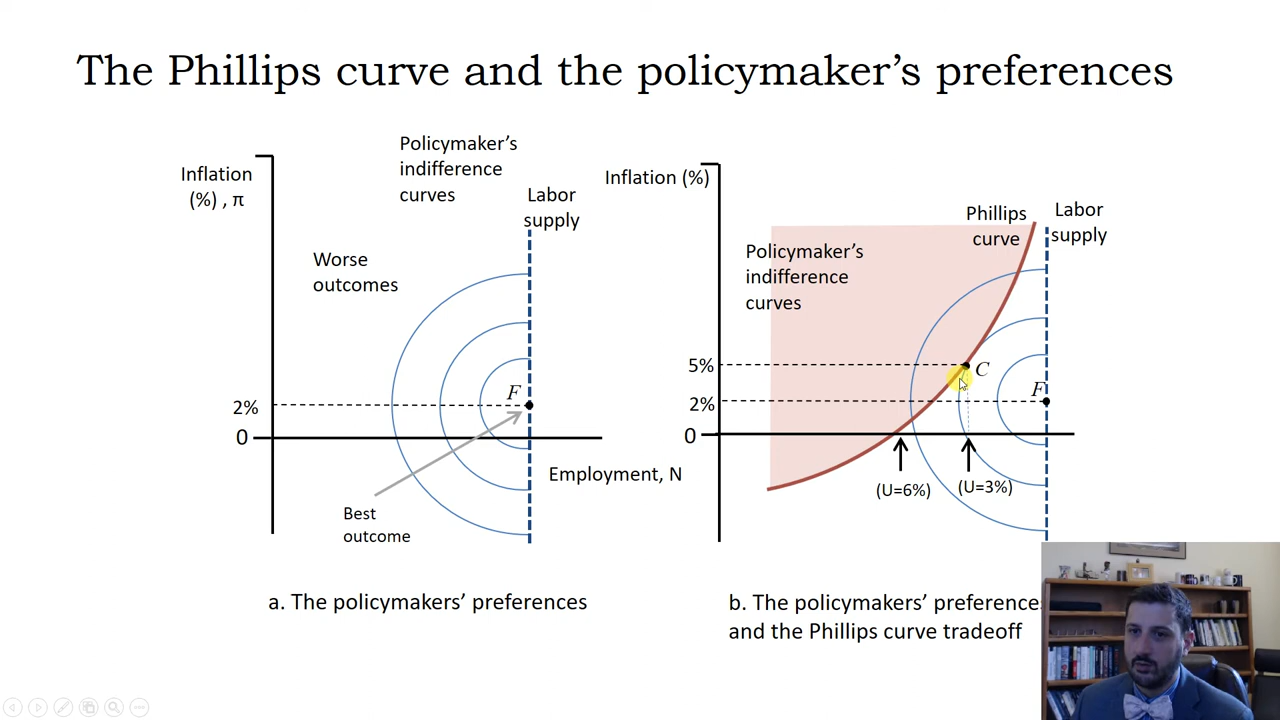 The Phillips curve and the policymaker’s preferences
Inflation
(%) , π
Policymaker’s
indifference
curves
Labor
supply
Worse
outcomes
F
2%
0
Employment, N
Best
outcome
a. The policymakers’ preferences
Inflation (%)
Phillips
curve
Labor
supply
Policymaker’s
indifference
curves
5%
C
2%
F
0
(U=6%)
(U=3%)
b. The policymakers’ preferences
and the Phillips curve tradeoff